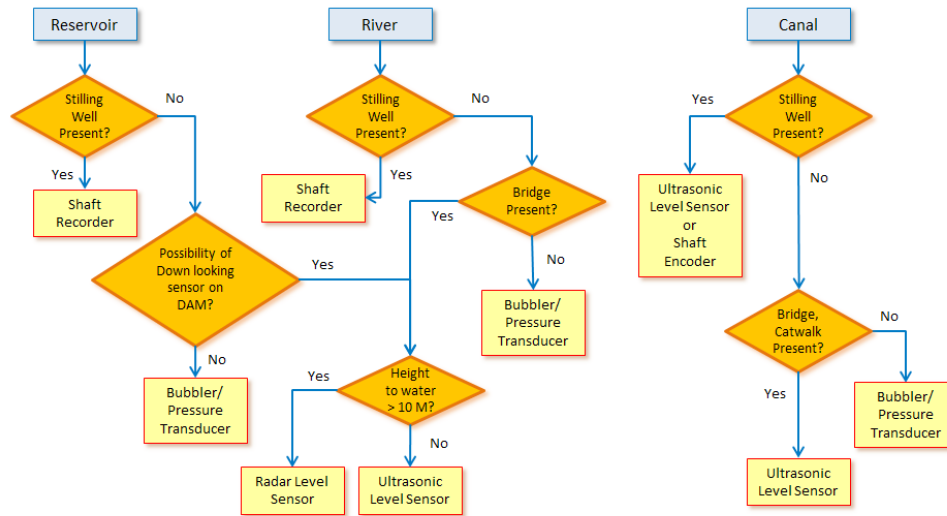 Reservoir
River
Canal
Stilling
Well
Present?
No
Yes
Shaft
Recorder
Possibility of
Down looking
sensor on
DAM?
Yes
No
Bubbler/
Pressure
Transducer
Stilling
Well
Present?
No
Yes
Shaft
Recorder
Bridge
Present?
Yes
No
Bubbler/
Pressure
Transducer
Height
to water
> 10 M?
Yes
No
Radar Level
Sensor
Ultrasonic
Level Sensor
Stilling
Well
Present?
Yes
No
Ultrasonic
Level Sensor
or
Shaft
Encoder
Bridge,
Catwalk
Present?
No
Yes
Bubbler/
Pressure
Transducer
Ultrasonic
Level Sensor